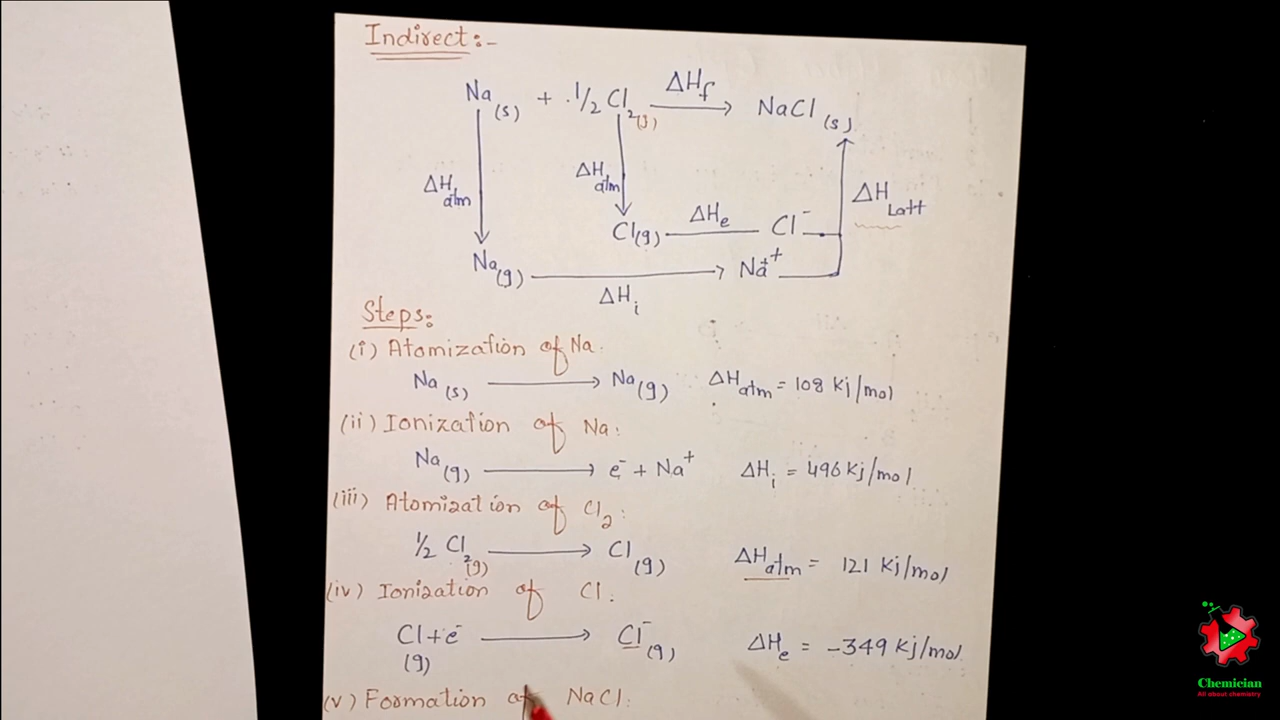 Indirect:-
Na(s) + 1/2 Cl2(g) ΔHf → NaCl(s)
ΔHatm ΔHatm ΔHLatt
Cl(g) ΔHe Cl⁻
Na(g) → Na⁺
ΔHi
Steps:
(i) Atomization of Na.
Na(s) → Na(g) ΔHatm = 108 kj/mol
(ii) Ionization of Na:
Na(g) → e⁻ + Na⁺ ΔHi = 496 kj/mol
(iii) Atomization of Cl2:
1/2 Cl2(g) → Cl(g) ΔHatm = 121 kj/mol
(iv) Ionization of Cl:
Cl(g) + e⁻ → Cl⁻(g) ΔHe = -349 kj/mol
(v) Formation of NaCl:
Chemician
All about chemistry